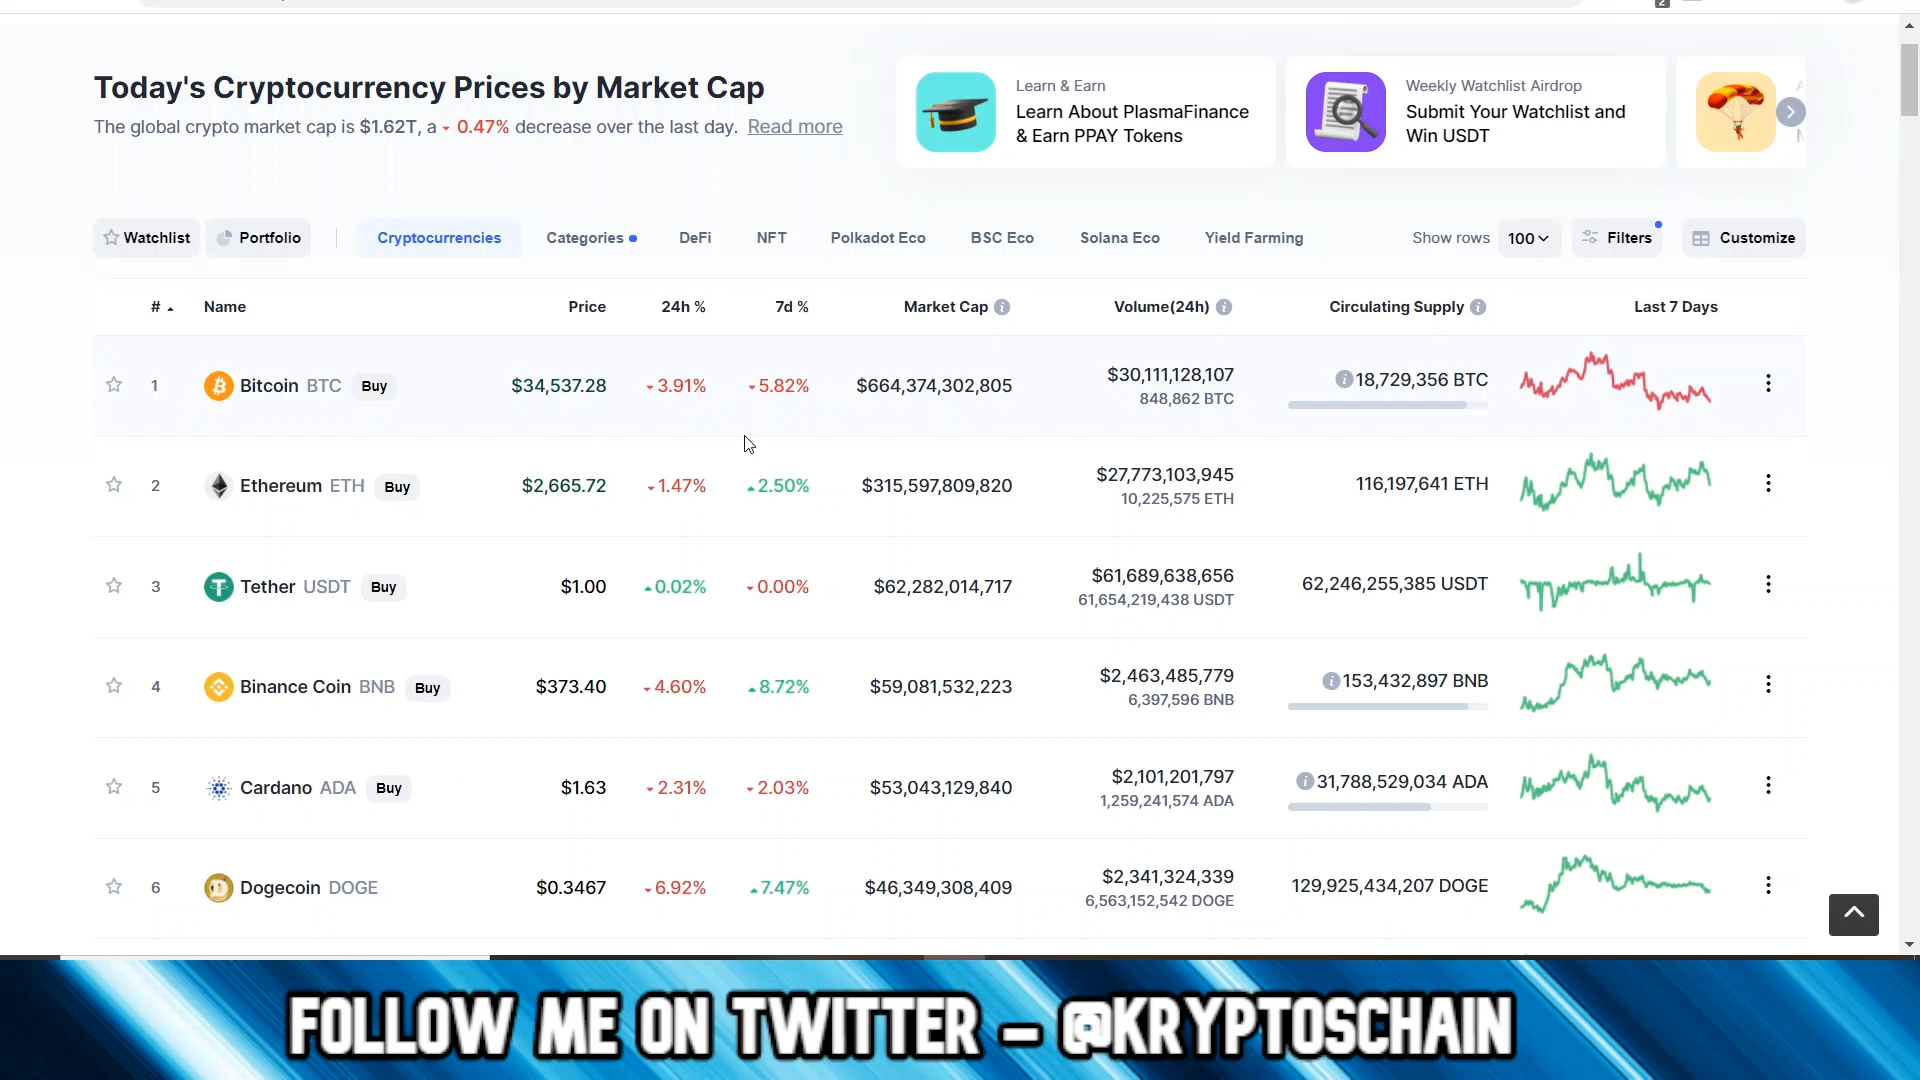 2
Today's Cryptocurrency Prices by Market Cap
The global crypto market cap is $1.62T, a 0.47% decrease over the last day. Read more
Learn & Earn
Learn About PlasmaFinance
& Earn PPAY Tokens
Weekly Watchlist Airdrop
Submit Your Watchlist and
Win USDT
Watchlist Portfolio Cryptocurrencies Categories DeFi NFT Polkadot Eco BSC Eco Solana Eco Yield Farming Show rows 100 Filters Customize
# Name Price 24h % 7d % Market Cap Volume(24h) Circulating Supply Last 7 Days
1 Bitcoin BTC Buy $34,537.28 3.91% 5.82% $664,374,302,805 $30,111,128,107 18,729,356 BTC
848,862 BTC
2 Ethereum ETH Buy $2,665.72 1.47% 2.50% $315,597,809,820 $27,773,103,945 116,197,641 ETH
10,225,575 ETH
3 Tether USDT Buy $1.00 0.02% 0.00% $62,282,014,717 $61,689,638,656 62,246,255,385 USDT
61,654,219,438 USDT
4 Binance Coin BNB Buy $373.40 4.60% 8.72% $59,081,532,223 $2,463,485,779 153,432,897 BNB
6,397,596 BNB
5 Cardano ADA Buy $1.63 2.31% 2.03% $53,043,129,840 $2,101,201,797 31,788,529,034 ADA
1,259,241,574 ADA
6 Dogecoin DOGE $0.3467 6.92% 7.47% $46,349,308,409 $2,341,324,339 129,925,434,207 DOGE
6,563,152,542 DOGE
FOLLOW ME ON TWITTER – @KRYPTOSCHAIN